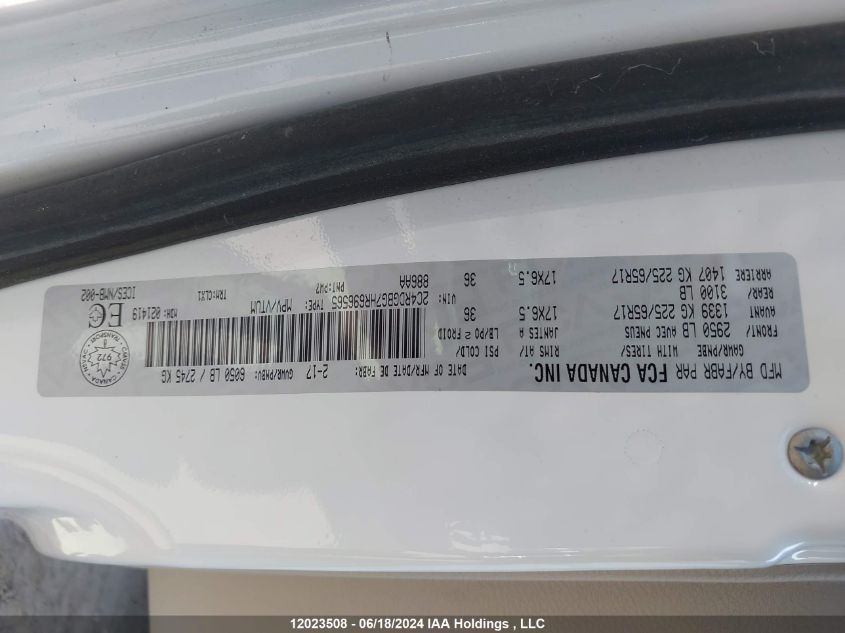 MFD BY/FABR PAR FCA CANADA INC.
DATE OF MFR/DATE DE FABR: 2-17 GVWR/PNBV: 6050 LB / 2745 KG
GAWR/PNBE WITH TIRES/ RIMS AT/ PSI COLD/
FRONT/ 2950 LB AVEC PNEUS JANTES A LB/PO² FROID
AVANT 1339 KG 225/65R17 17X6.5 36
REAR/ 3100 LB
ARRIERE 1407 KG 225/65R17 17X6.5 36
VIN: 2C4RDGBG7HR696565 TYPE: MPV/VTUM MDH: 021419
886AA PNT:PW7 TRM:CLX1 ICES/NMB-002
EC
TRANSPORT
972
CANADA
12023508 - 06/18/2024 IAA Holdings , LLC